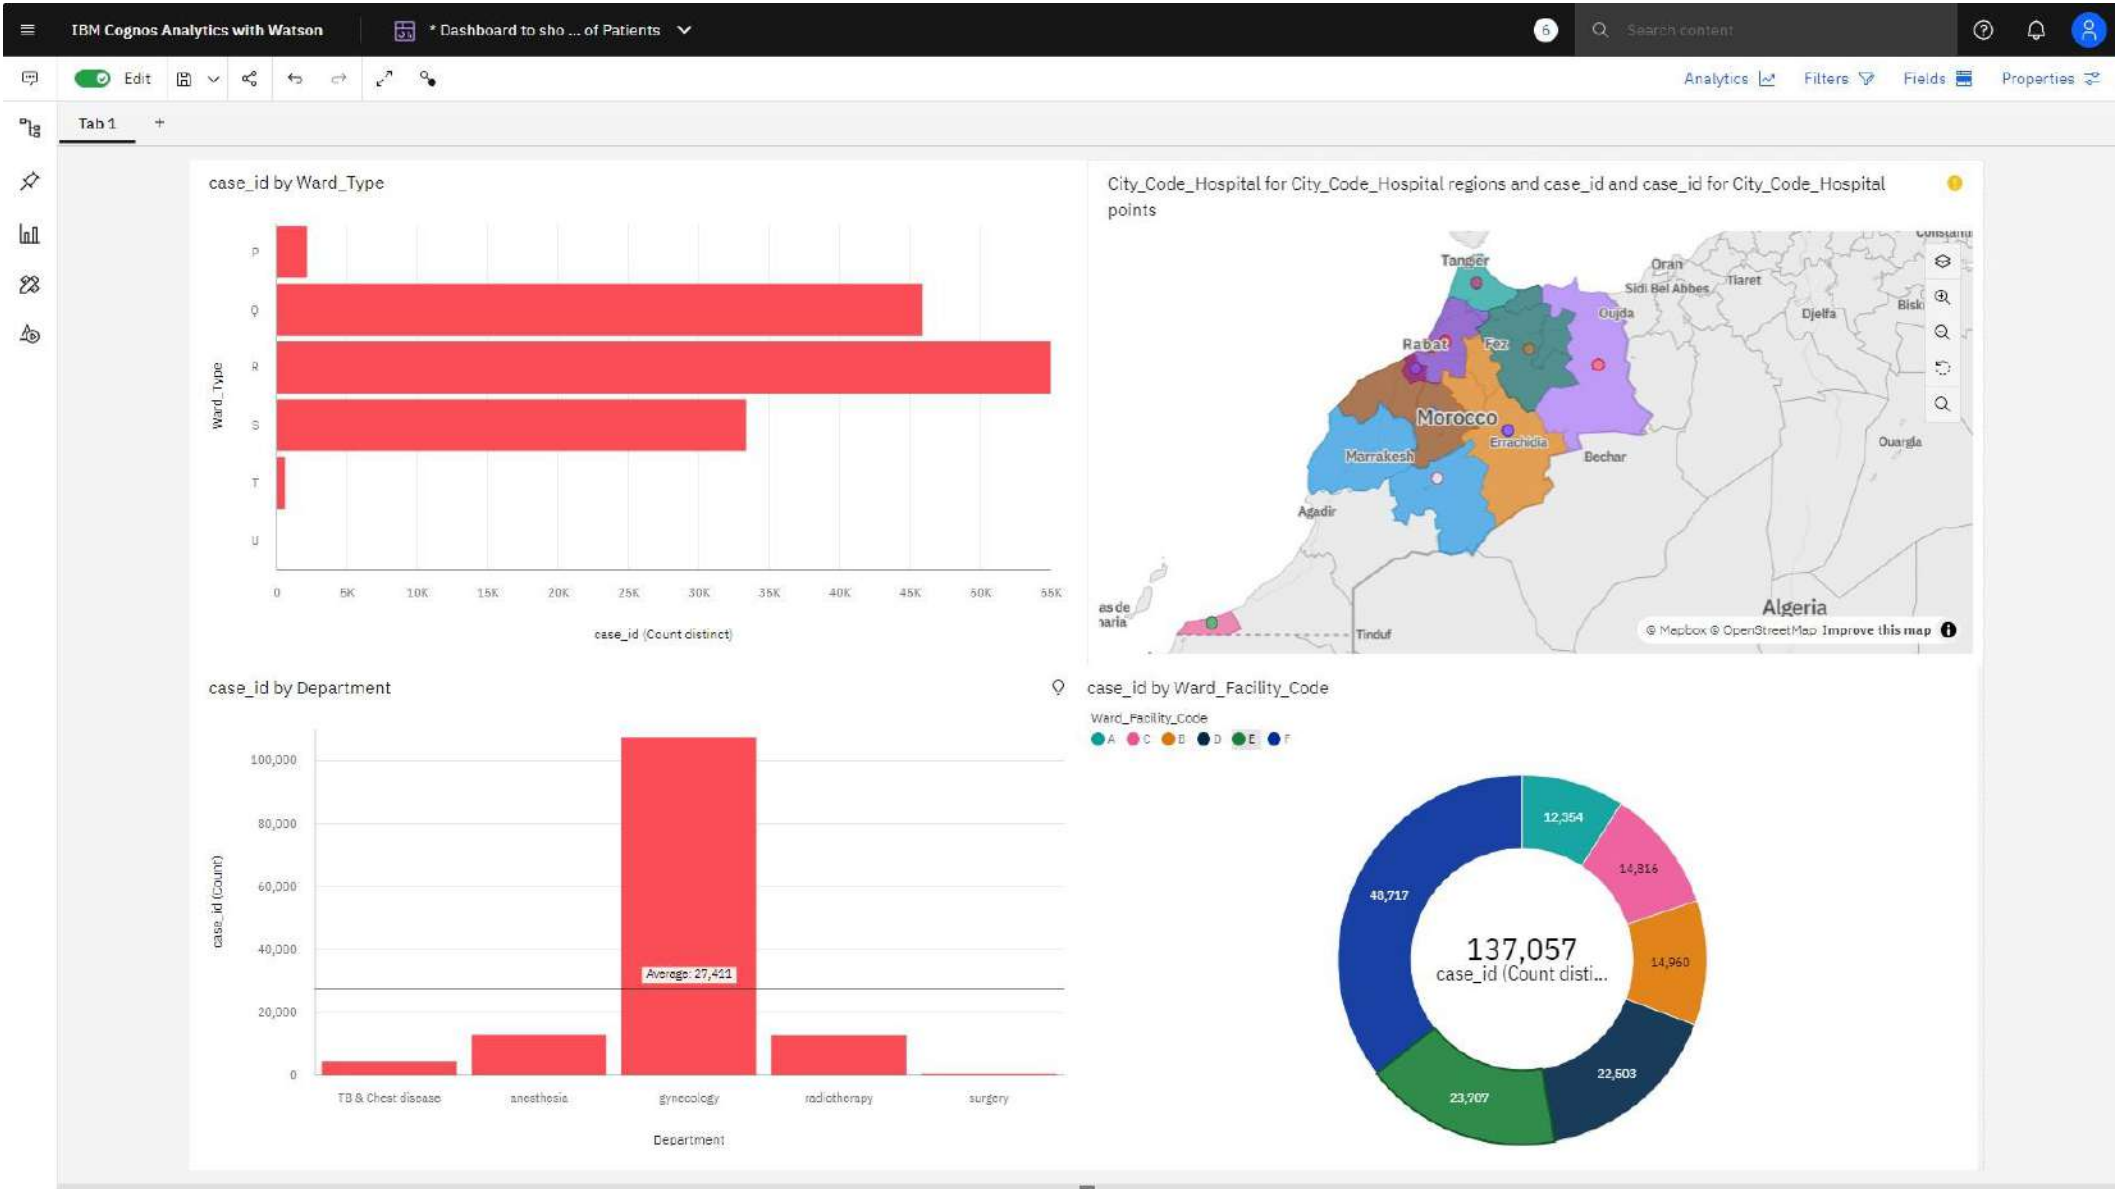 IBM Cognos Analytics with Watson
* Dashboard to sho ... of Patients
6
Search content
Edit
Analytics
Filters
Fields
Properties
Tab 1
+
case_id by Ward_Type
Ward_Type
P
Q
R
S
T
U
0 5K 10K 15K 20K 25K 30K 35K 40K 45K 50K 55K
case_id (Count distinct)
City_Code_Hospital for City_Code_Hospital regions and case_id and case_id for City_Code_Hospital
points
Tangier
Oran
Sidi Bel Abbes
Tiaret
Oujda
Djelfa
Bisk
Rabat
Fez
Morocco
Errachidia
Marrakesh
Bechar
Ouargla
Agadir
as de
naria
Algeria
Tinduf
© Mapbox © OpenStreetMap Improve this map
case_id by Department
case_id (Count)
100,000
80,000
60,000
40,000
20,000
0
Average: 27,411
TB & Chest disease
anesthesia
gynecology
radiotherapy
surgery
Department
case_id by Ward_Facility_Code
Ward_Facility_Code
A C B D E F
12,354
14,816
14,960
22,503
23,707
48,717
137,057
case_id (Count disti...